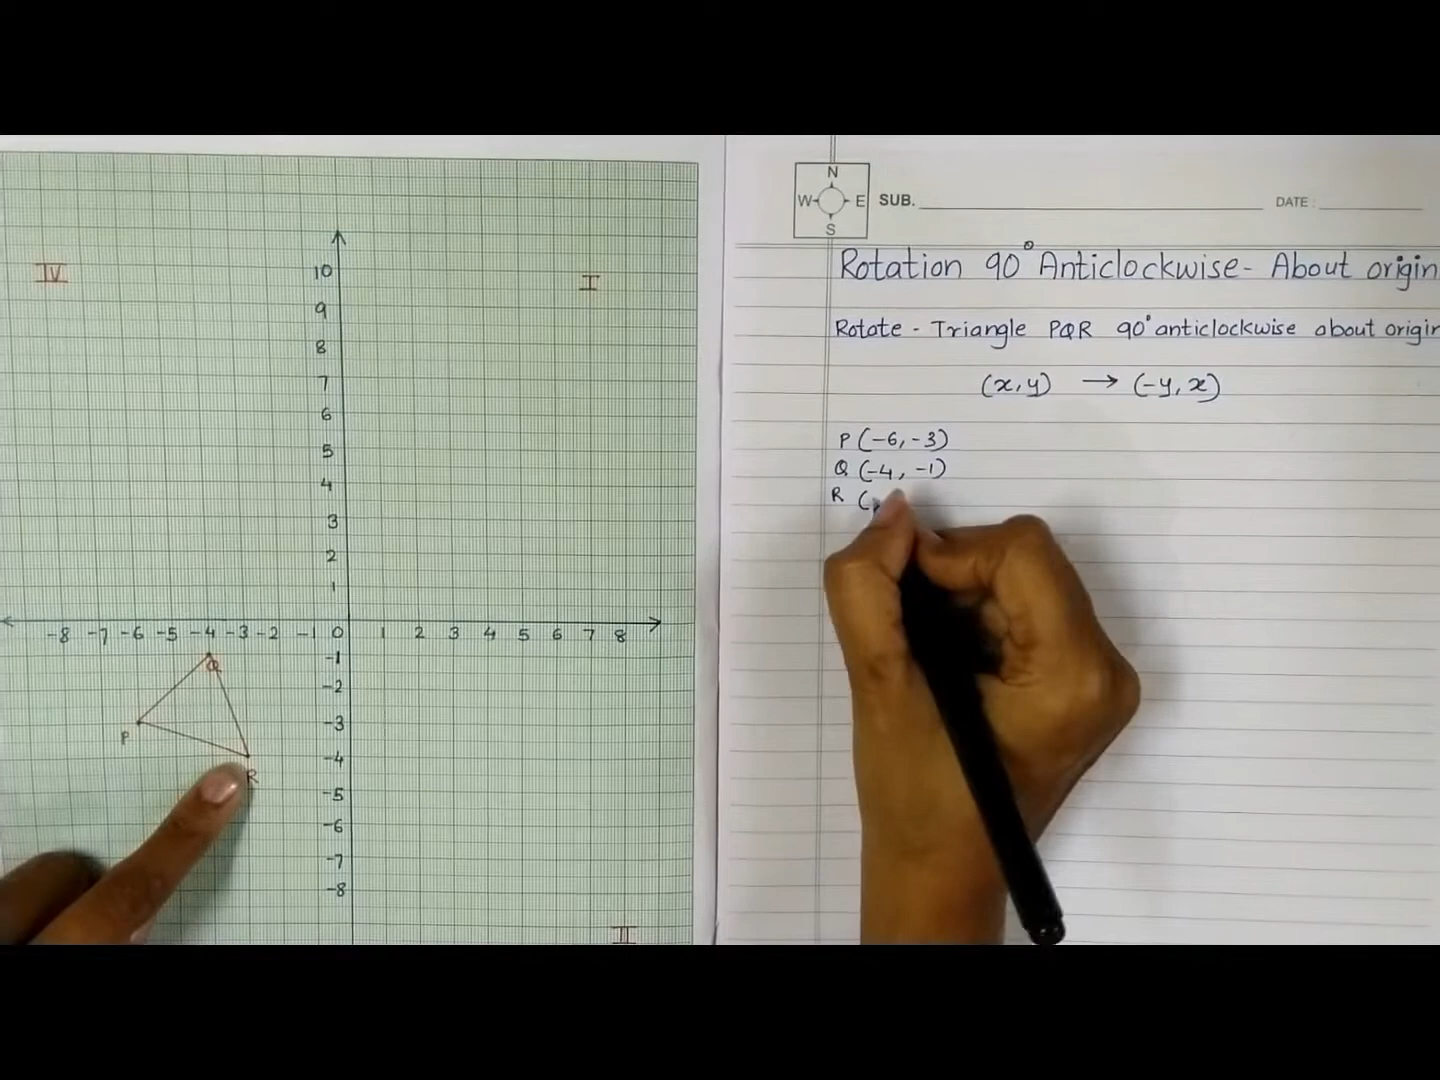 N
W E SUB. DATE :
S
Rotation 90° Anticlockwise - About origin
Rotate - Triangle PQR 90° anticlockwise about origin
(x, y) → (-y, x)
P (-6, -3)
Q (-4, -1)
R (
IV I
10
9
8
7
6
5
4
3
2
1
-8 -7 -6 -5 -4 -3 -2 -1 0 1 2 3 4 5 6 7 8
Q -1
-2
-3
P
-4
R
-5
-6
-7
-8
II